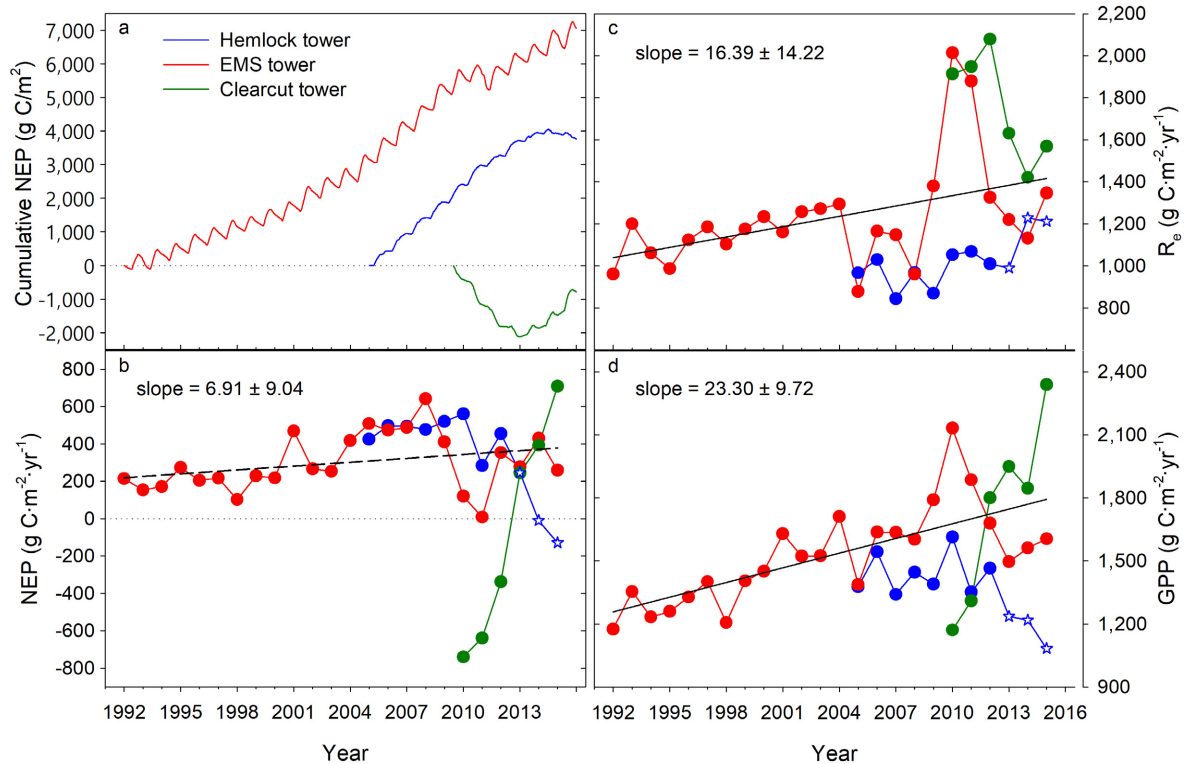 a
Hemlock tower
EMS tower
Clearcut tower
Cumulative NEP (g C/m²)
7,000
6,000
5,000
4,000
3,000
2,000
1,000
0
-1,000
-2,000
c
slope = 16.39 ± 14.22
2,200
2,000
1,800
1,600
1,400
1,200
1,000
800
Rₑ (g C·m⁻²·yr⁻¹)
b
slope = 6.91 ± 9.04
NEP (g C·m⁻²·yr⁻¹)
800
600
400
200
0
-200
-400
-600
-800
1992 1995 1998 2001 2004 2007 2010 2013
Year
d
slope = 23.30 ± 9.72
2,400
2,100
1,800
1,500
1,200
900
GPP (g C·m⁻²·yr⁻¹)
1992 1995 1998 2001 2004 2007 2010 2013 2016
Year